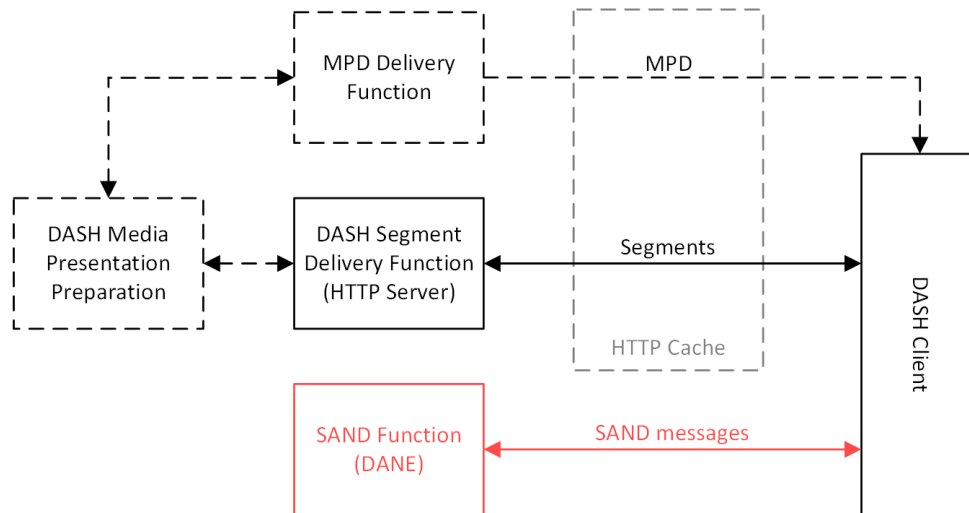 MPD Delivery
Function
MPD
DASH Media
Presentation
Preparation
DASH Segment
Delivery Function
(HTTP Server)
Segments
HTTP Cache
DASH Client
SAND Function
(DANE)
SAND messages